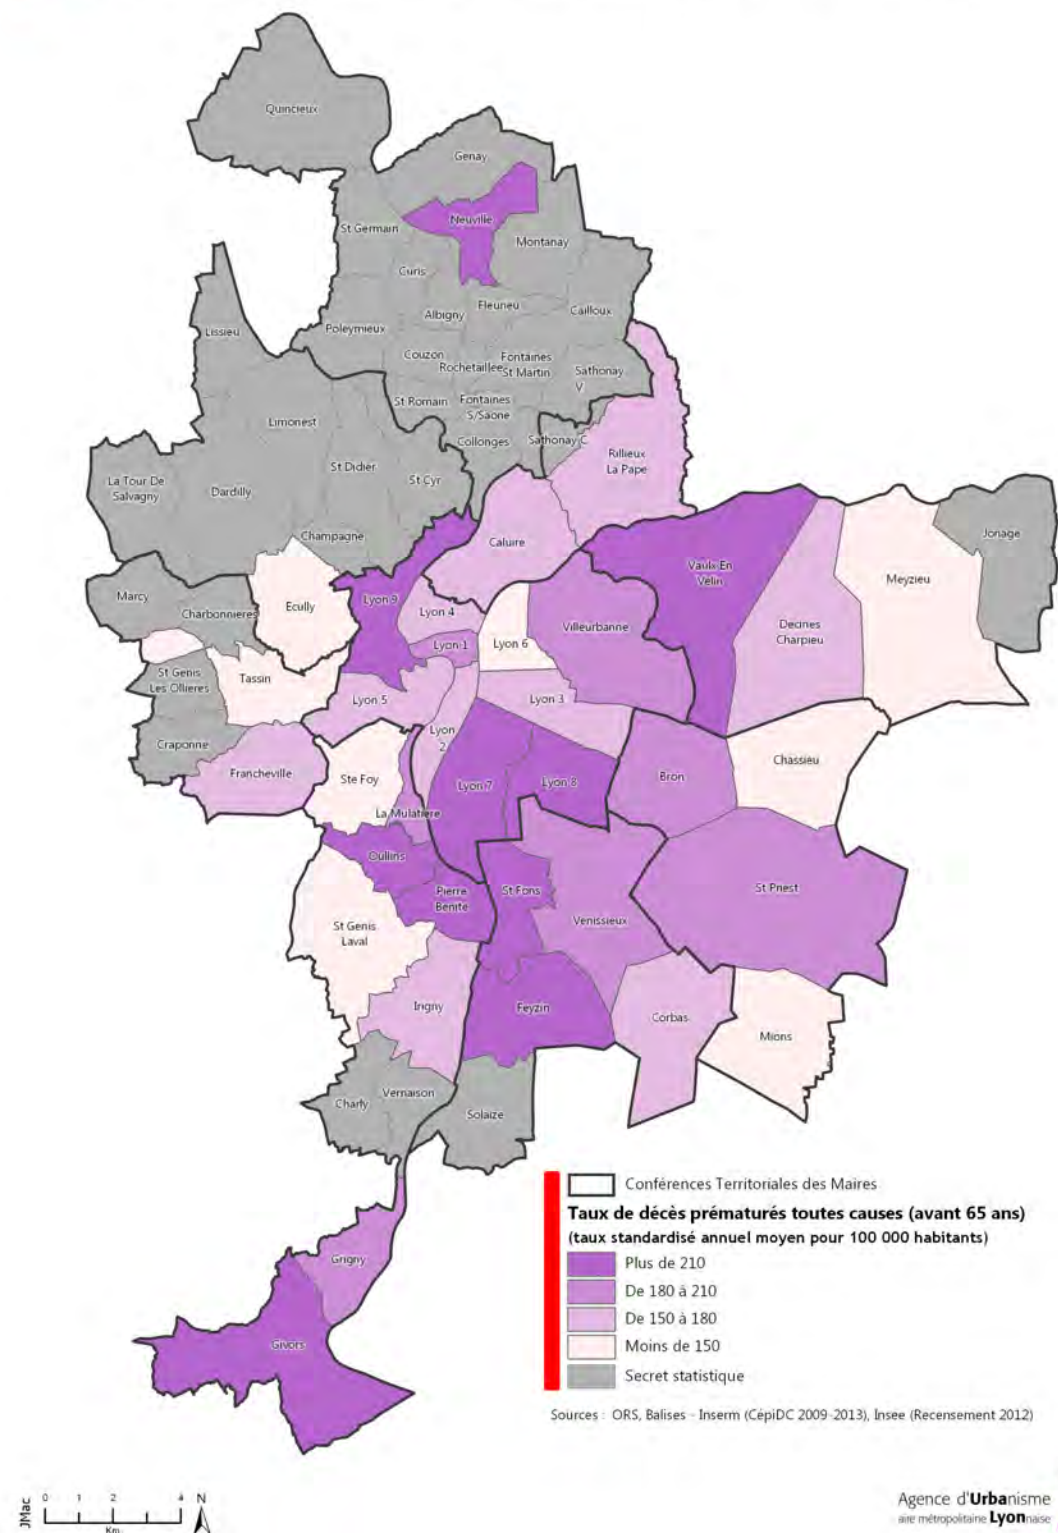 Quincieux
Genay
Neuville
St Germain
Montanay
Curis
Fleuneu
Cailloux
Albigny
Lissieu
Poleymieux
Couzon
Rochetaillee
Fontaines
St Martin
Sathonay
V
St Romain
Fontaines
S/Saone
Limonest
Collonges
Sathonay C
Rillieux
La Pape
St Didier
St Cyr
La Tour De
Salvagny
Dardilly
Champagne
Caluire
Jonage
Vaulx En
Velin
Meyzieu
Marcy
Charbonnieres
Ecully
Lyon 9
Lyon 4
Villeurbanne
Decines
Charpieu
Lyon 1
Lyon 6
St Genis
Les Ollieres
Tassin
Lyon 5
Lyon 3
Craponne
Lyon
2
Francheville
Ste Foy
Lyon 7
Lyon 8
Bron
Chassieu
La Mulatiere
Oullins
Pierre
Benite
St Fons
St Priest
St Genis
Laval
Venissieux
Irigny
Feyzin
Corbas
Mions
Charly
Vernaison
Solaize
Grigny
Givors
Conférences Territoriales des Maires
Taux de décès prématurés toutes causes (avant 65 ans)
(taux standardisé annuel moyen pour 100 000 habitants)
Plus de 210
De 180 à 210
De 150 à 180
Moins de 150
Secret statistique
Sources : ORS, Balises - Inserm (CépiDC 2009-2013), Insee (Recensement 2012)
JMac
0 1 2 4 N
Km
Agence d'Urbanisme
aire métropolitaine Lyonnaise